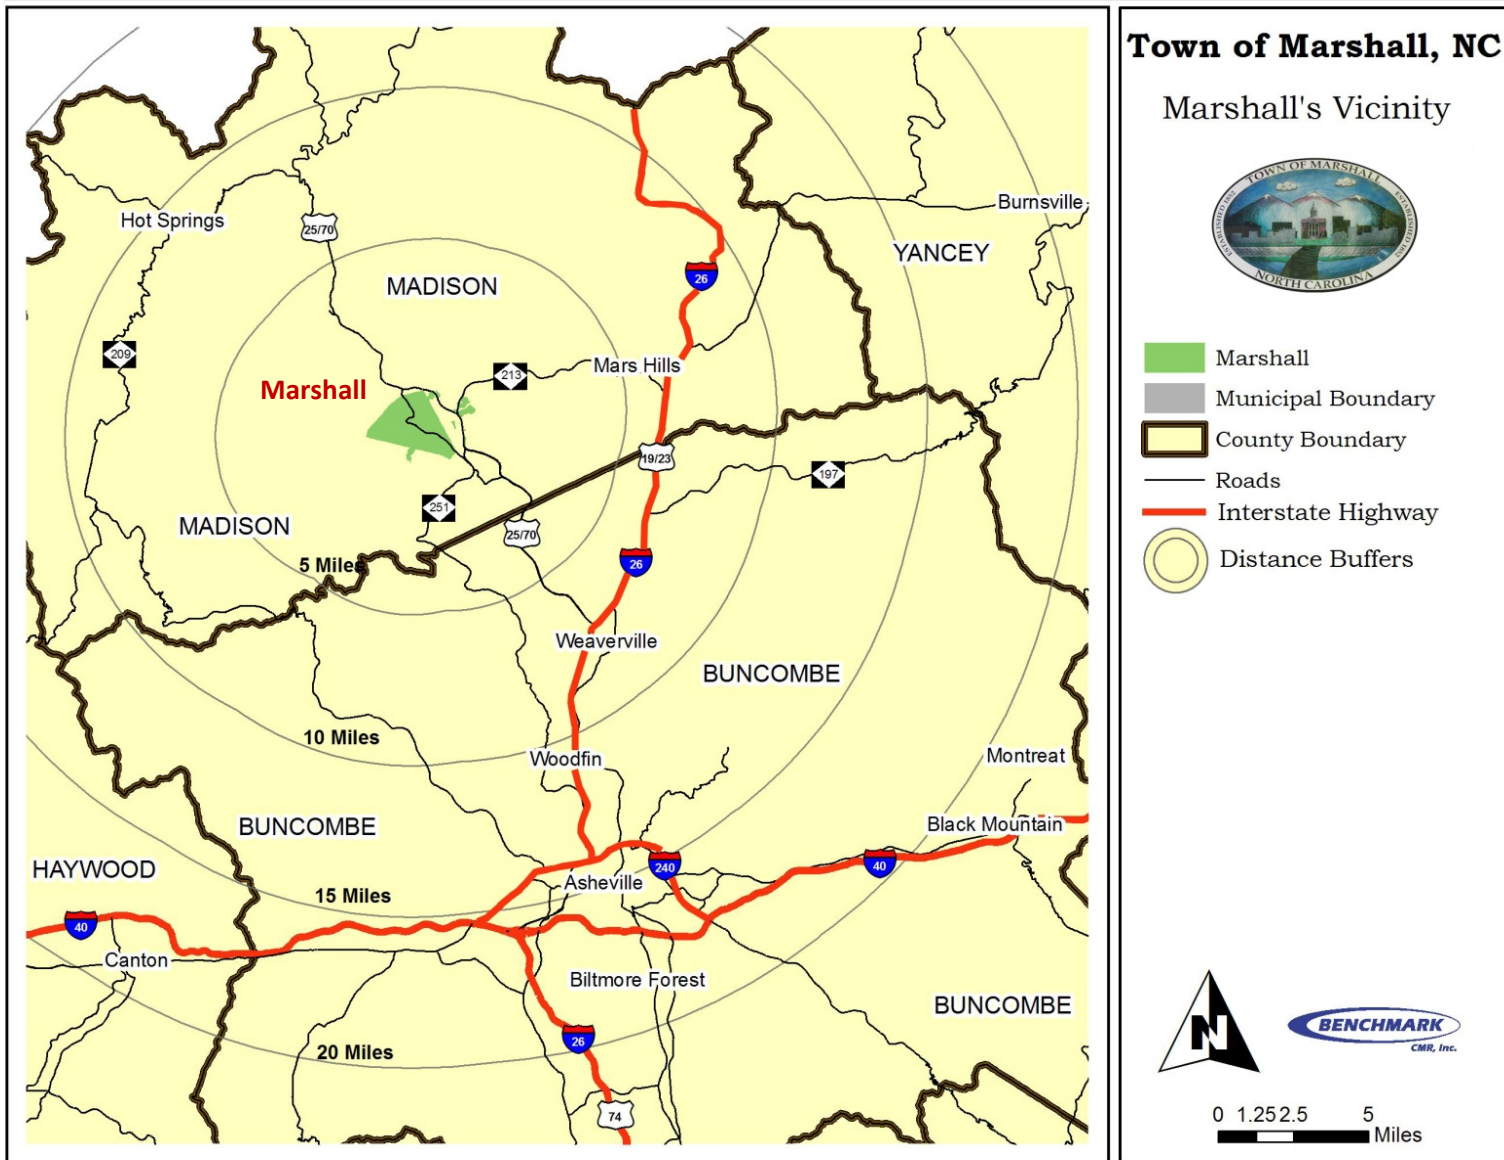 Town of Marshall, NC
Marshall's Vicinity
TOWN OF MARSHALL
ESTABLISHED 1852
ESTABLISHED 1852
NORTH CAROLINA
Marshall
Municipal Boundary
County Boundary
Roads
Interstate Highway
Distance Buffers
N
BENCHMARK
CMR, Inc.
0 1.25 2.5 5
Miles
Burnsville
Hot Springs
25/70
YANCEY
26
MADISON
209
Mars Hills
213
Marshall
19/23
197
251
MADISON
25/70
26
5 Miles
Weaverville
BUNCOMBE
10 Miles
Woodfin
Montreat
BUNCOMBE
Black Mountain
HAYWOOD
240
40
Asheville
15 Miles
40
Canton
Biltmore Forest
BUNCOMBE
26
20 Miles
74